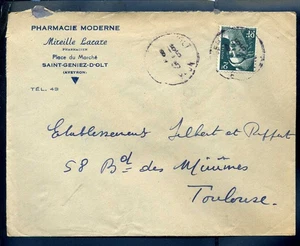 PHARMACIE MODERNE
Mireille Lacaze
PHARMACIEN
Place du Marché
SAINT-GENIEZ-D'OLT
(AVEYRON)
TÉL. 49
Etablissements Gilbert et Puffort
58 Bd des Minimes
Toulouse.